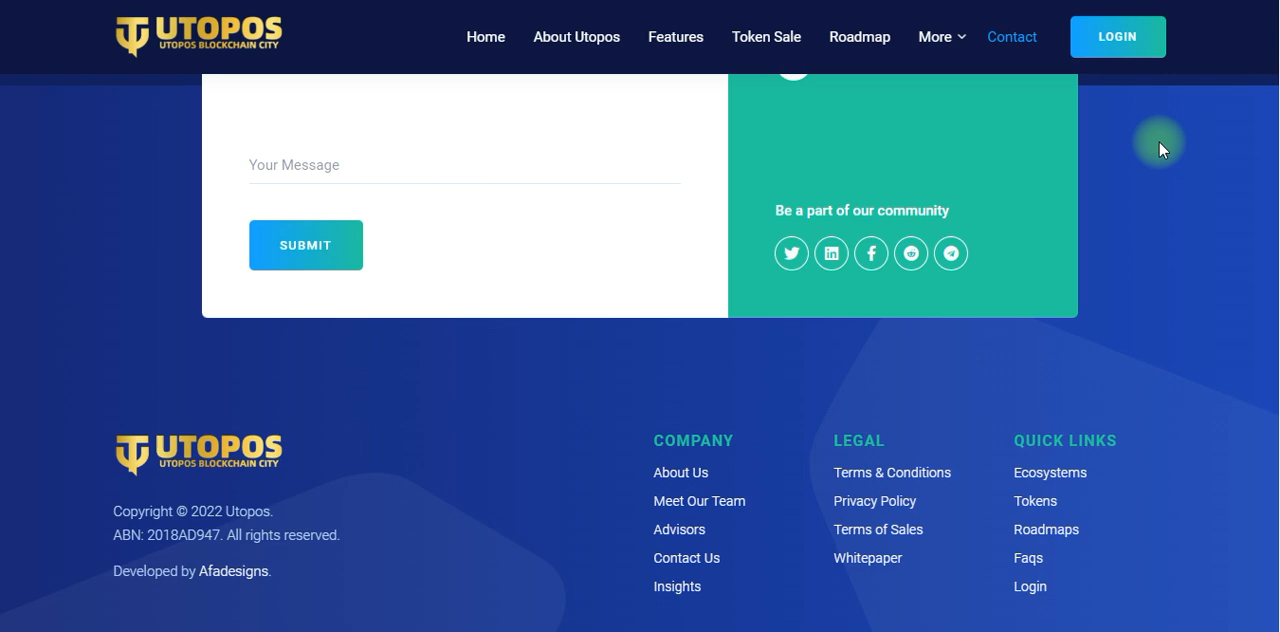 UTOPOS
UTOPOS BLOCKCHAIN CITY
Home About Utopos Features Token Sale Roadmap More Contact LOGIN
Your Message
SUBMIT
Be a part of our community
UTOPOS
UTOPOS BLOCKCHAIN CITY
Copyright © 2022 Utopos.
ABN: 2018AD947. All rights reserved.
Developed by Afadesigns.
COMPANY
About Us
Meet Our Team
Advisors
Contact Us
Insights
LEGAL
Terms & Conditions
Privacy Policy
Terms of Sales
Whitepaper
QUICK LINKS
Ecosystems
Tokens
Roadmaps
Faqs
Login